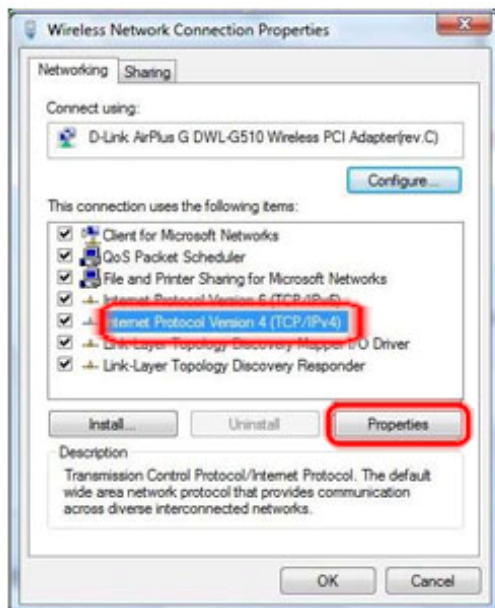 Wireless Network Connection Properties
Networking
Sharing
Connect using:
D-Link AirPlus G DWL-G510 Wireless PCI Adapter(rev.C)
Configure...
This connection uses the following items:
Client for Microsoft Networks
QoS Packet Scheduler
File and Printer Sharing for Microsoft Networks
Internet Protocol Version 6 (TCP/IPv6)
Internet Protocol Version 4 (TCP/IPv4)
Link-Layer Topology Discovery Mapper I/O Driver
Link-Layer Topology Discovery Responder
Install...
Uninstall
Properties
Description
Transmission Control Protocol/Internet Protocol. The default
wide area network protocol that provides communication
across diverse interconnected networks.
OK
Cancel